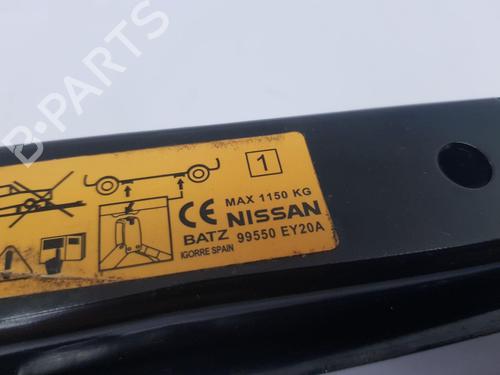 B-PARTS
1
MAX 1150 KG
CE NISSAN
BATZ 99550 EY20A
IGORRE SPAIN